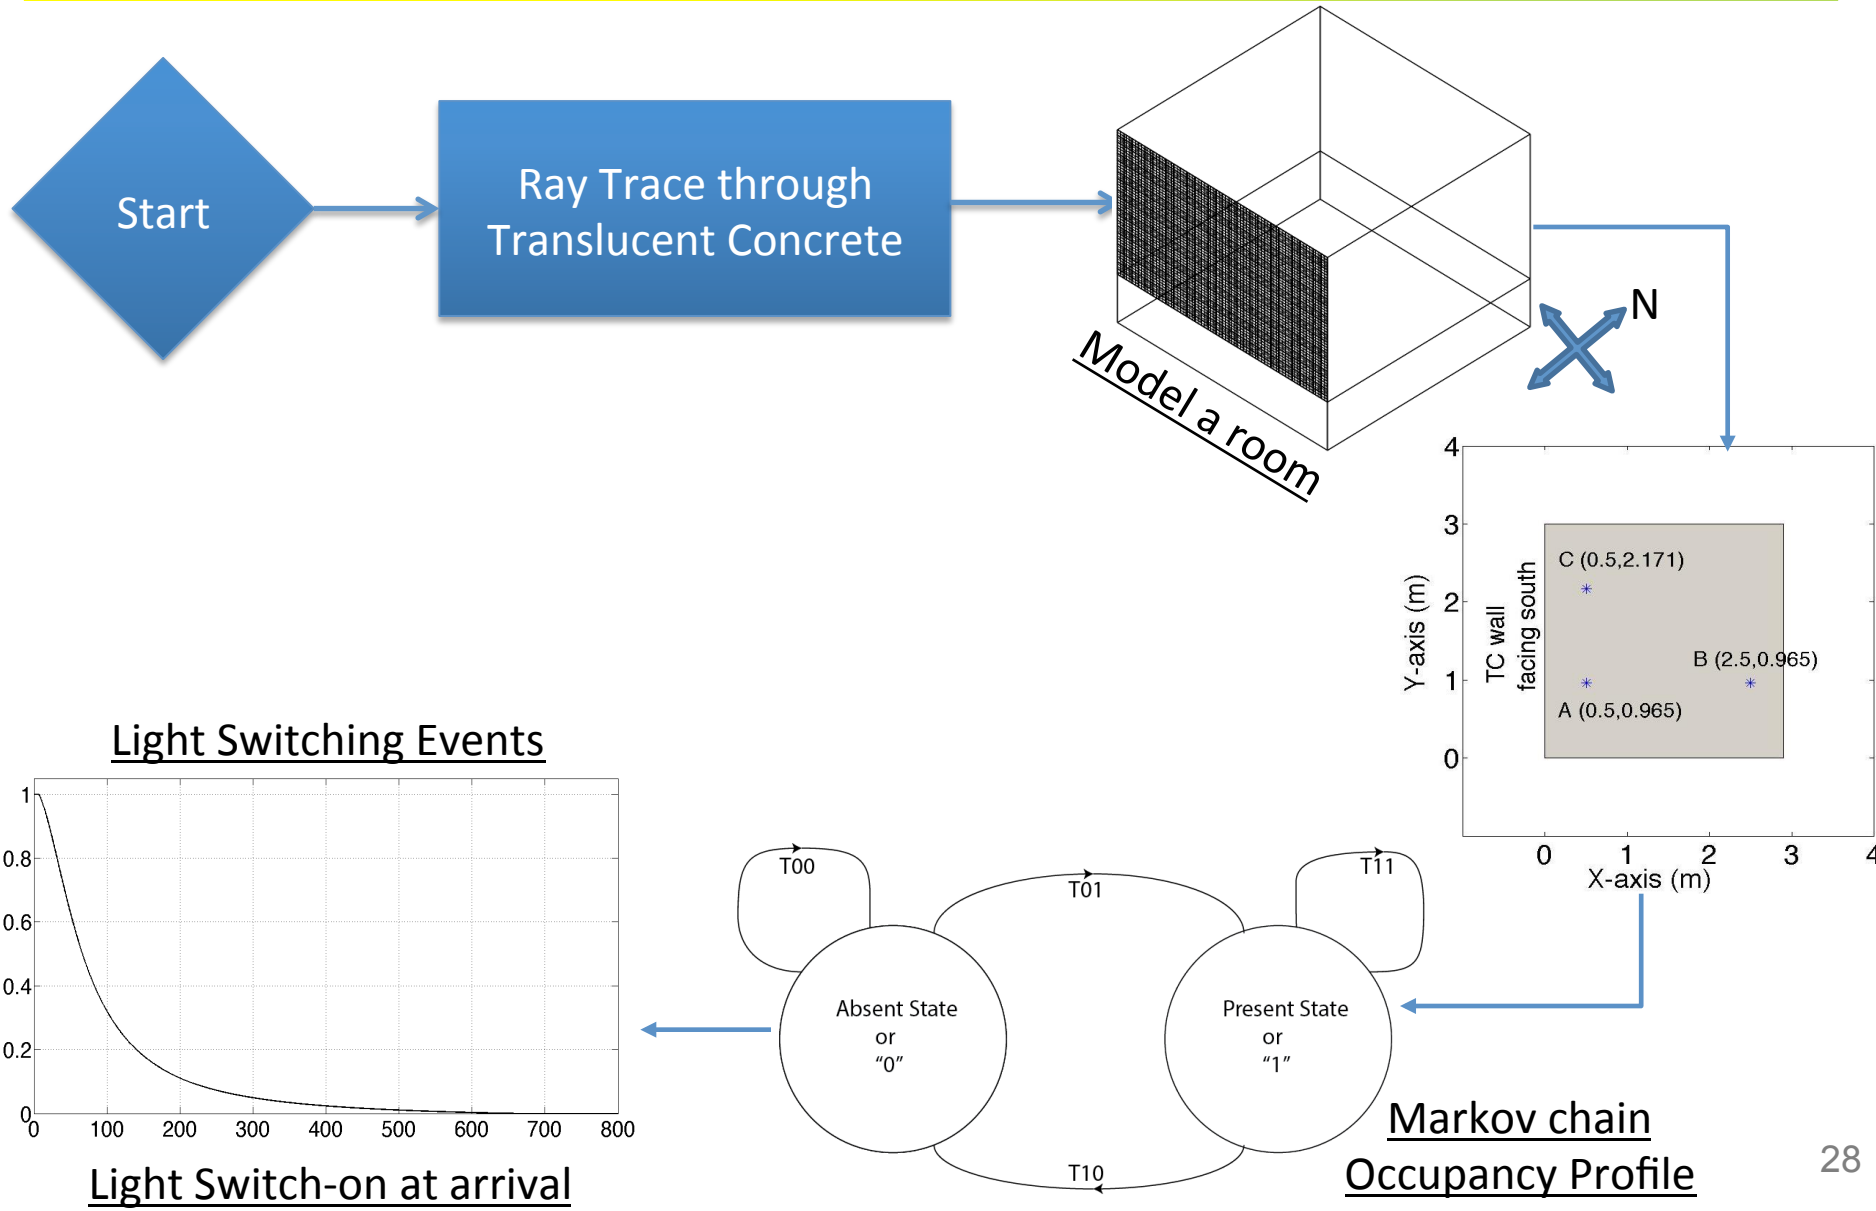 Start
Ray Trace through
Translucent Concrete
Model a room
N
4
3
2
1
0
Y-axis (m)
TC wall
facing south
C (0.5,2.171)
B (2.5,0.965)
A (0.5,0.965)
0 1 2 3 4
X-axis (m)
Light Switching Events
1
0.8
0.6
0.4
0.2
0
0 100 200 300 400 500 600 700 800
Light Switch-on at arrival
T00
T01
T11
Absent State
or
“0”
Present State
or
“1”
T10
Markov chain
Occupancy Profile
28